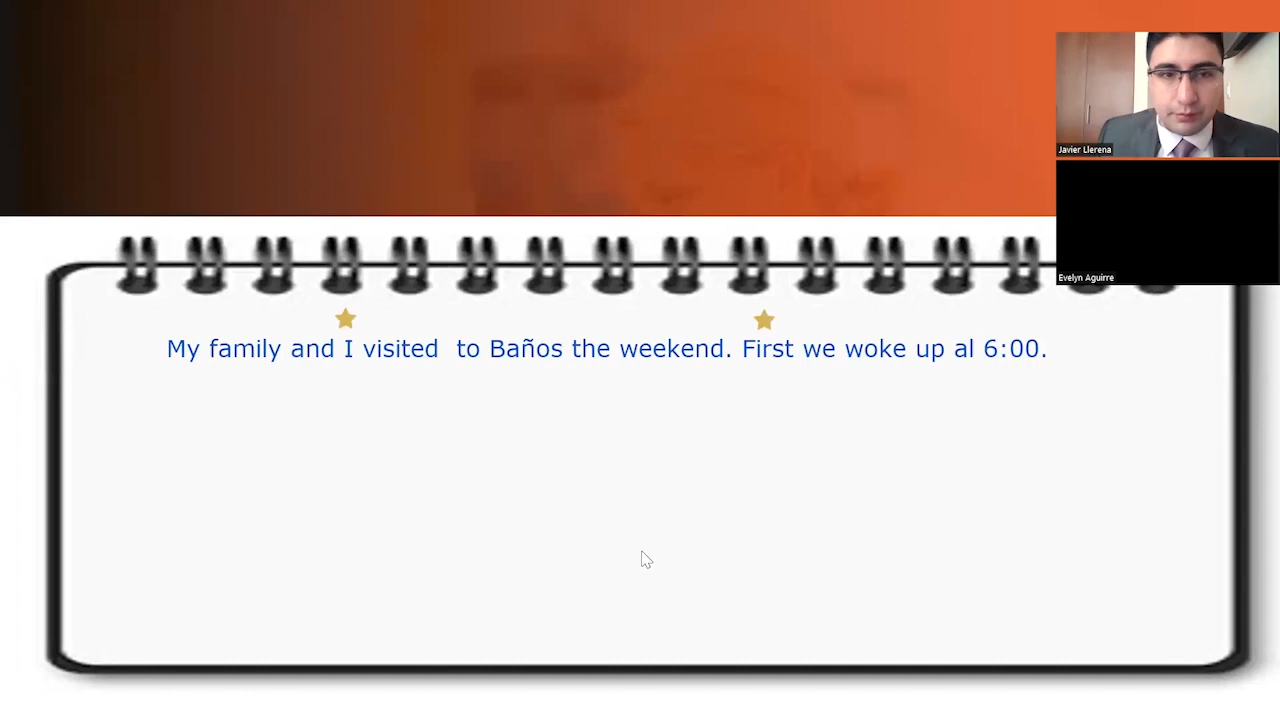 Javier Llerena
Evelyn Aguirre
My family and I visited  to Baños the weekend. First we woke up al 6:00.